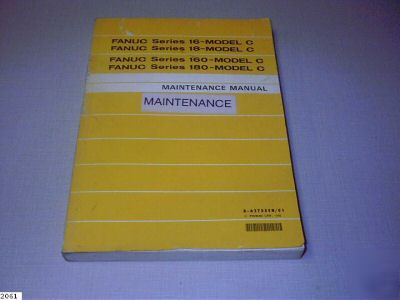 FANUC Series 16-MODEL C
FANUC Series 18-MODEL C
FANUC Series 160-MODEL C
FANUC Series 180-MODEL C
MAINTENANCE MANUAL
MAINTENANCE
2061